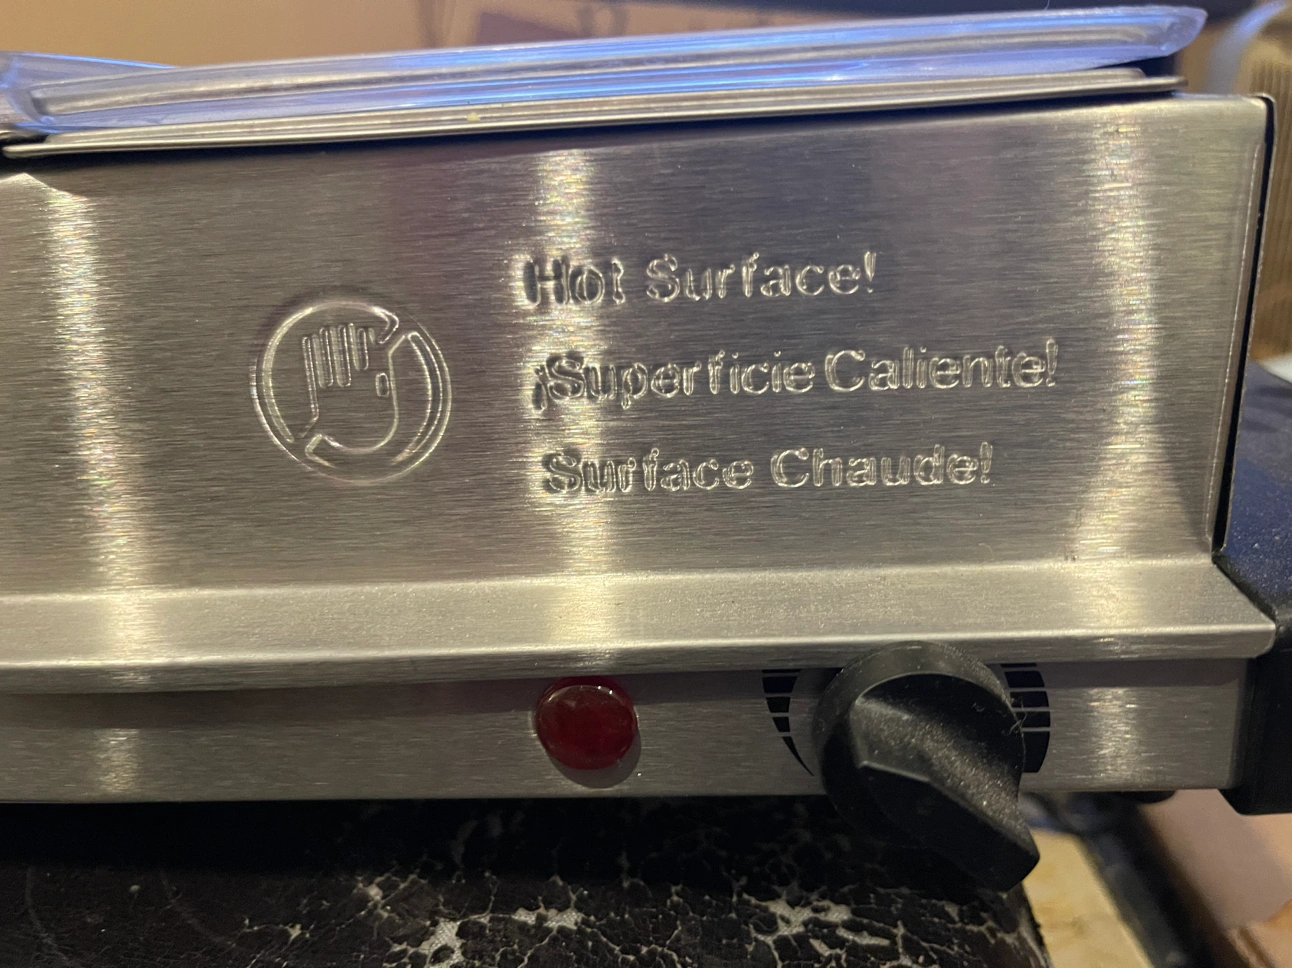 Hot Surface!
¡Superficie Caliente!
Surface Chaude!